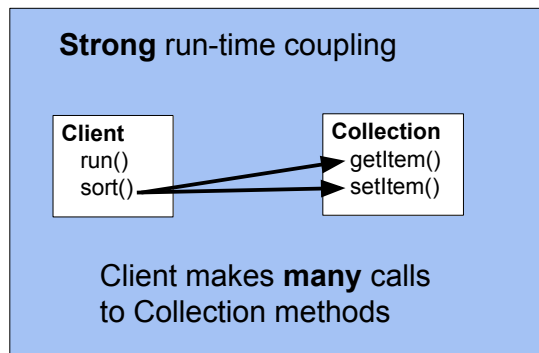 Strong run-time coupling
Client
run()
sort()
Collection
getItem()
setItem()
Client makes many calls
to Collection methods